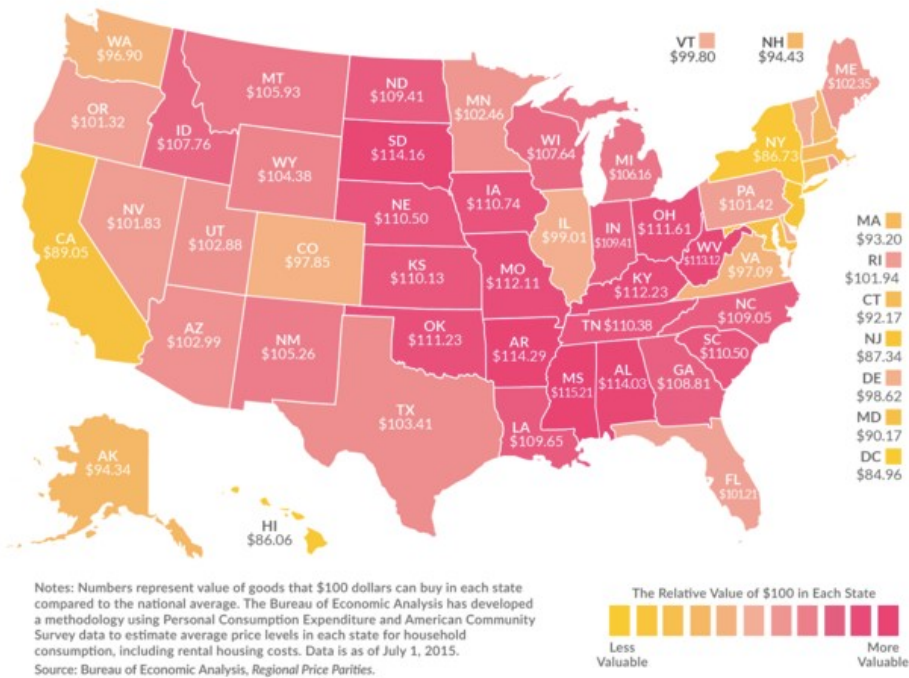 WA
$96.90
OR
$101.32
CA
$89.05
ID
$107.76
NV
$101.83
MT
$105.93
WY
$104.38
UT
$102.88
AZ
$102.99
CO
$97.85
NM
$105.26
ND
$109.41
SD
$114.16
NE
$110.50
KS
$110.13
OK
$111.23
TX
$103.41
MN
$102.46
IA
$110.74
MO
$112.11
AR
$114.29
LA
$109.65
WI
$107.64
IL
$99.01
MI
$106.16
IN
$109.41
OH
$111.61
KY
$112.23
TN $110.38
MS
$115.21
AL
$114.03
GA
$108.81
FL
$101.21
SC
$110.50
NC
$109.05
VA
$97.09
WV
$113.12
PA
$101.42
NY
$86.73
ME
$102.35
VT
$99.80
NH
$94.43
MA
$93.20
RI
$101.94
CT
$92.17
NJ
$87.34
DE
$98.62
MD
$90.17
DC
$84.96
AK
$94.34
HI
$86.06
Notes: Numbers represent value of goods that $100 dollars can buy in each state
compared to the national average. The Bureau of Economic Analysis has developed
a methodology using Personal Consumption Expenditure and American Community
Survey data to estimate average price levels in each state for household
consumption, including rental housing costs. Data is as of July 1, 2015.
Source: Bureau of Economic Analysis, Regional Price Parities.
The Relative Value of $100 in Each State
Less
Valuable
More
Valuable